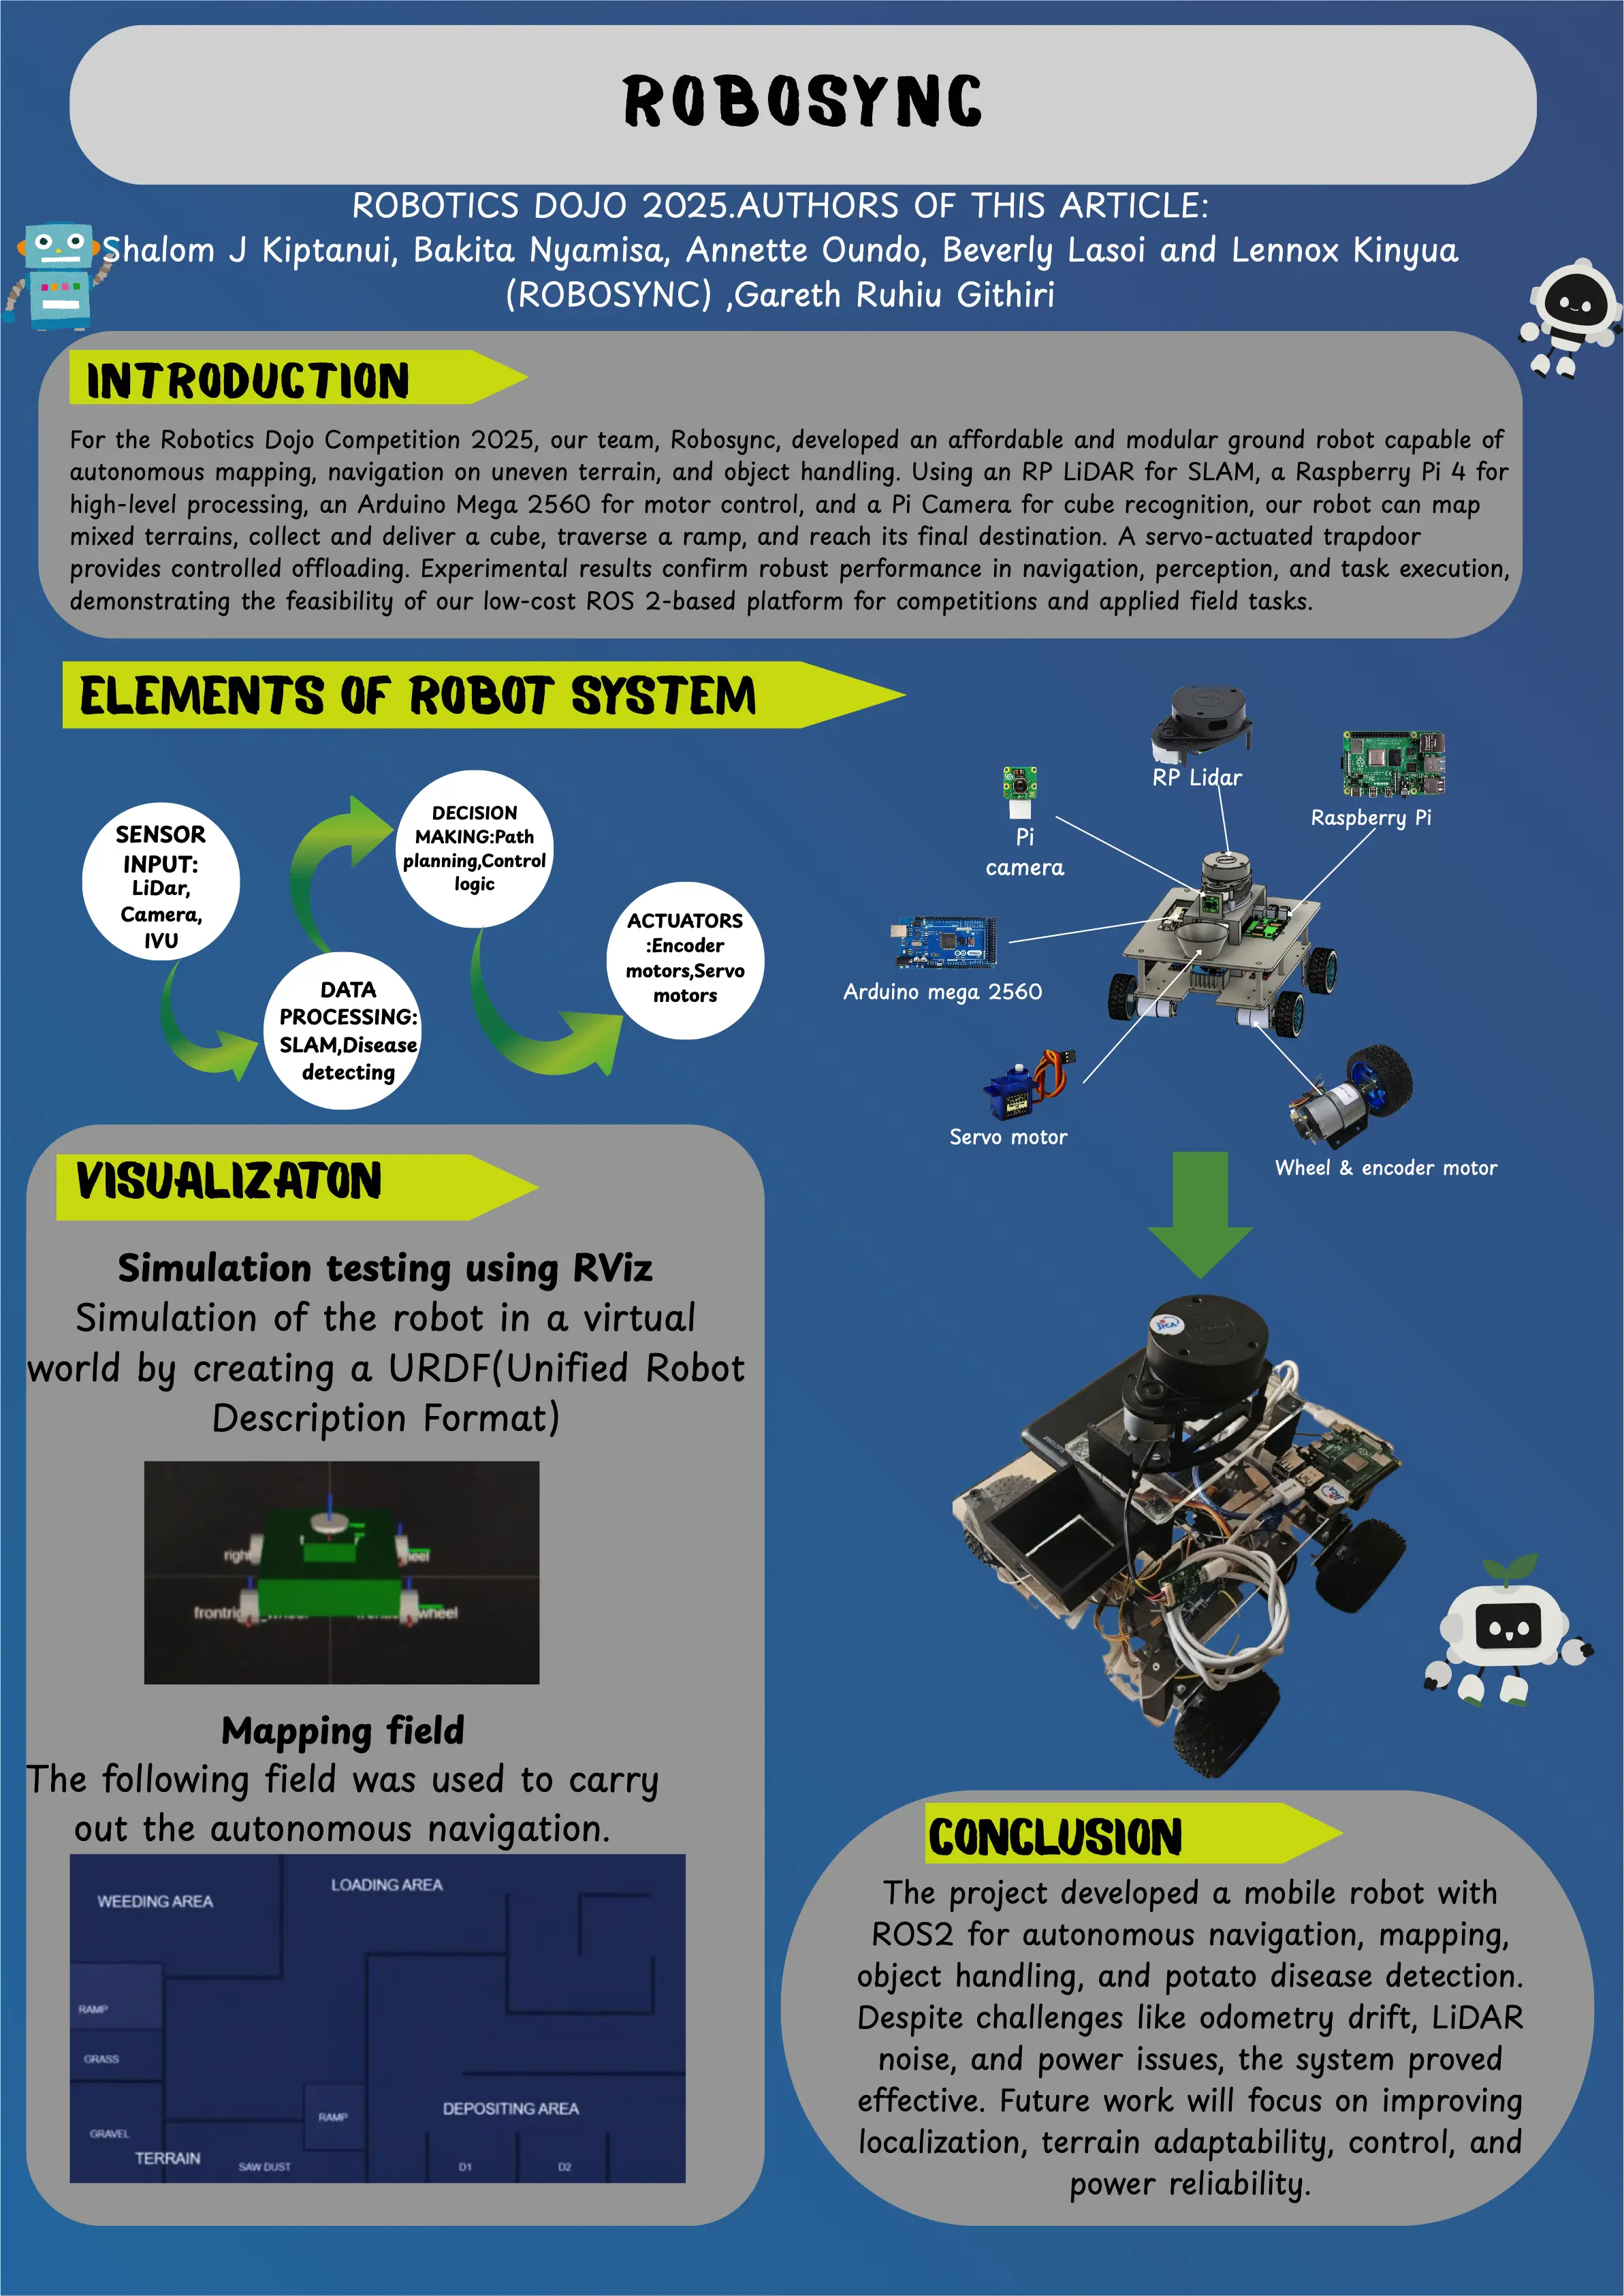 ROBOSYNC
ROBOTICS DOJO 2025.AUTHORS OF THIS ARTICLE:
Shalom J Kiptanui, Bakita Nyamisa, Annette Oundo, Beverly Lasoi and Lennox Kinyua
(ROBOSYNC) ,Gareth Ruhiu Githiri
INTRODUCTION
For the Robotics Dojo Competition 2025, our team, Robosync, developed an affordable and modular ground robot capable of
autonomous mapping, navigation on uneven terrain, and object handling. Using an RP LiDAR for SLAM, a Raspberry Pi 4 for
high-level processing, an Arduino Mega 2560 for motor control, and a Pi Camera for cube recognition, our robot can map
mixed terrains, collect and deliver a cube, traverse a ramp, and reach its final destination. A servo-actuated trapdoor
provides controlled offloading. Experimental results confirm robust performance in navigation, perception, and task execution,
demonstrating the feasibility of our low-cost ROS 2-based platform for competitions and applied field tasks.
ELEMENTS OF ROBOT SYSTEM
SENSOR
INPUT:
LiDar,
Camera,
IVU
DATA
PROCESSING:
SLAM,Disease
detecting
DECISION
MAKING:Path
planning,Control
logic
ACTUATORS
:Encoder
motors,Servo
motors
RP Lidar
Pi
camera
Raspberry Pi
Arduino mega 2560
Servo motor
Wheel & encoder motor
VISUALIZATON
Simulation testing using RViz
Simulation of the robot in a virtual
world by creating a URDF(Unified Robot
Description Format)
Mapping field
The following field was used to carry
out the autonomous navigation.
WEEDING AREA
LOADING AREA
RAMP
GRASS
GRAVEL
TERRAIN
SAW DUST
RAMP
DEPOSITING AREA
D1
D2
JICA
JICA
CONCLUSION
The project developed a mobile robot with
ROS2 for autonomous navigation, mapping,
object handling, and potato disease detection.
Despite challenges like odometry drift, LiDAR
noise, and power issues, the system proved
effective. Future work will focus on improving
localization, terrain adaptability, control, and
power reliability.